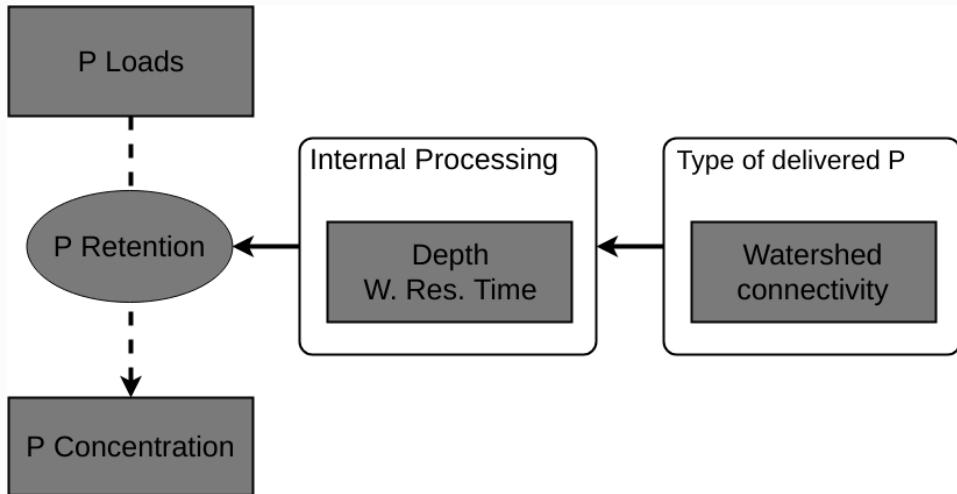 P Loads
Internal Processing
Type of delivered P
P Retention
Depth
W. Res. Time
Watershed
connectivity
P Concentration